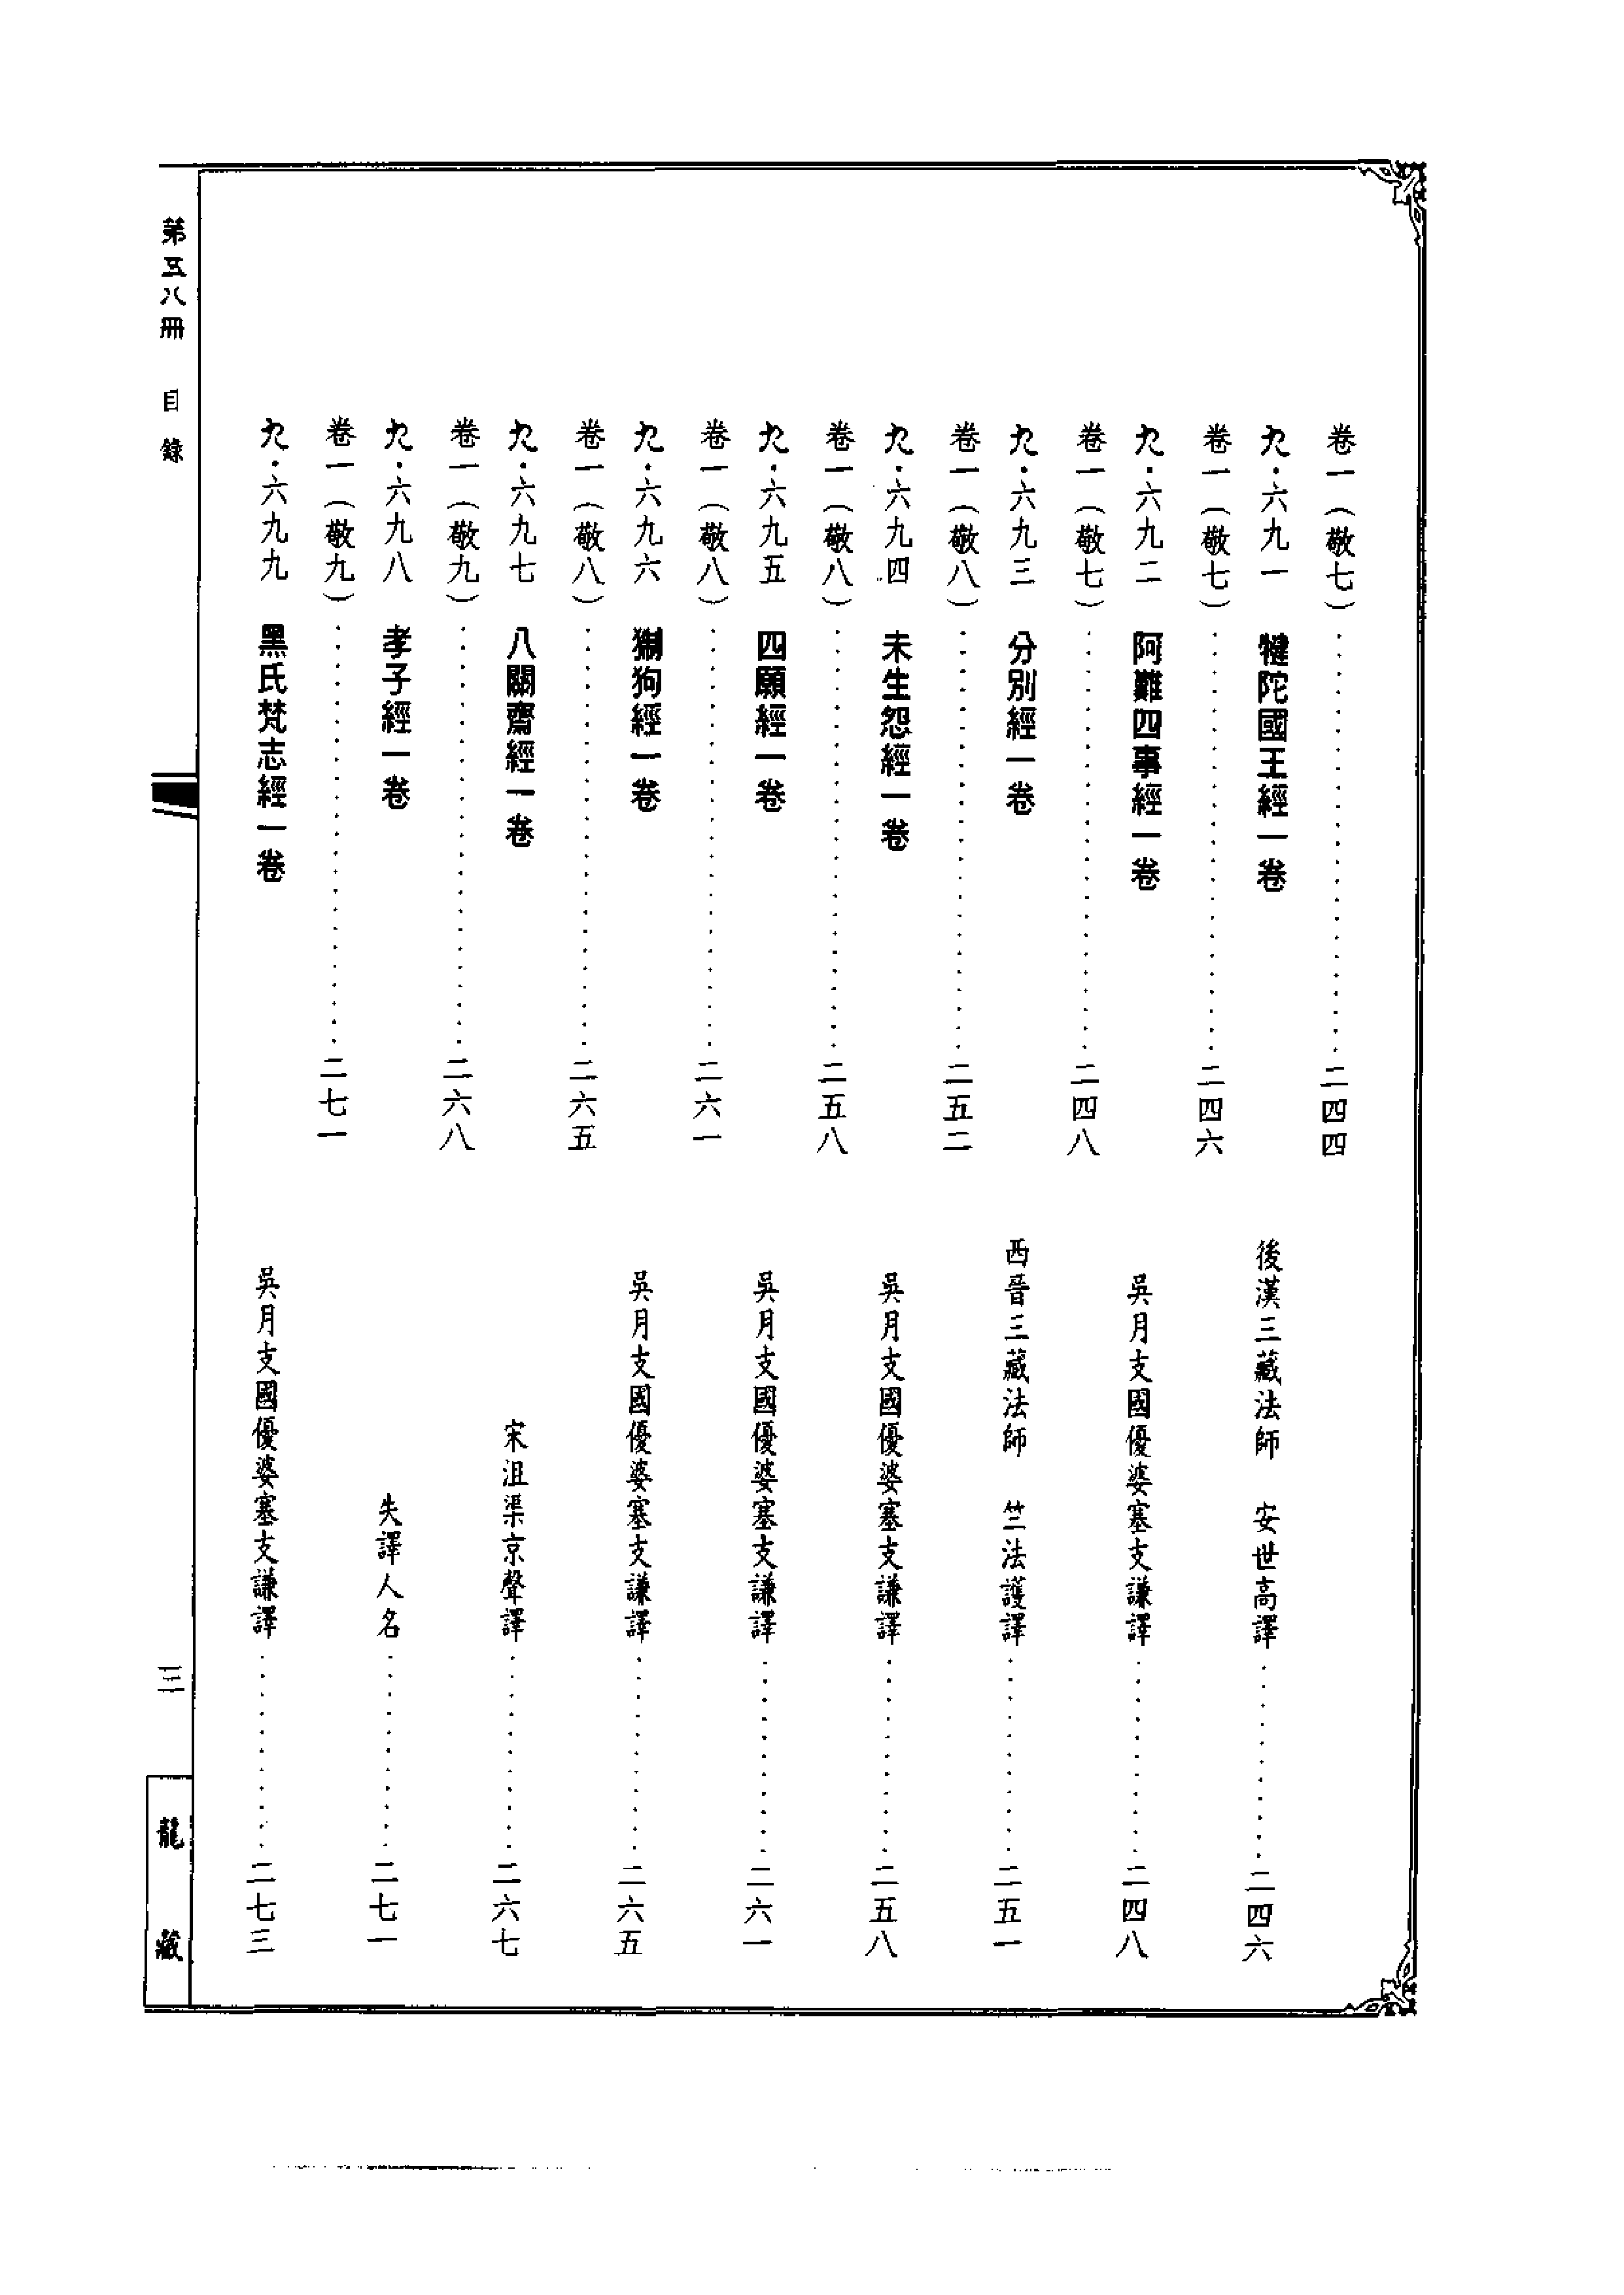 卷一（敬七）····················二四四
九·六九一　犍陀國王經一卷　後漢三藏法師　安世高譯··········二四六
卷一（敬七）····················二四六
九·六九二　阿難四事經一卷　吳月支國優婆塞支謙譯··········二四八
卷一（敬七）····················二四八
九·六九三　分別經一卷　西晉三藏法師　竺法護譯··········二五一
卷一（敬八）····················二五二
九·六九四　未生怨經一卷　吳月支國優婆塞支謙譯··········二五八
卷一（敬八）····················二五八
九·六九五　四願經一卷　吳月支國優婆塞支謙譯··········二六一
卷一（敬八）····················二六一
九·六九六　猘狗經一卷　吳月支國優婆塞支謙譯··········二六五
卷一（敬八）····················二六五
九·六九七　八關齋經一卷　宋沮渠京聲譯··········二六七
卷一（敬九）····················二六八
九·六九八　孝子經一卷　失譯人名··········二七一
卷一（敬九）····················二七一
九·六九九　黑氏梵志經一卷　吳月支國優婆塞支謙譯··········二七三
第五八冊　目錄　三
龍藏